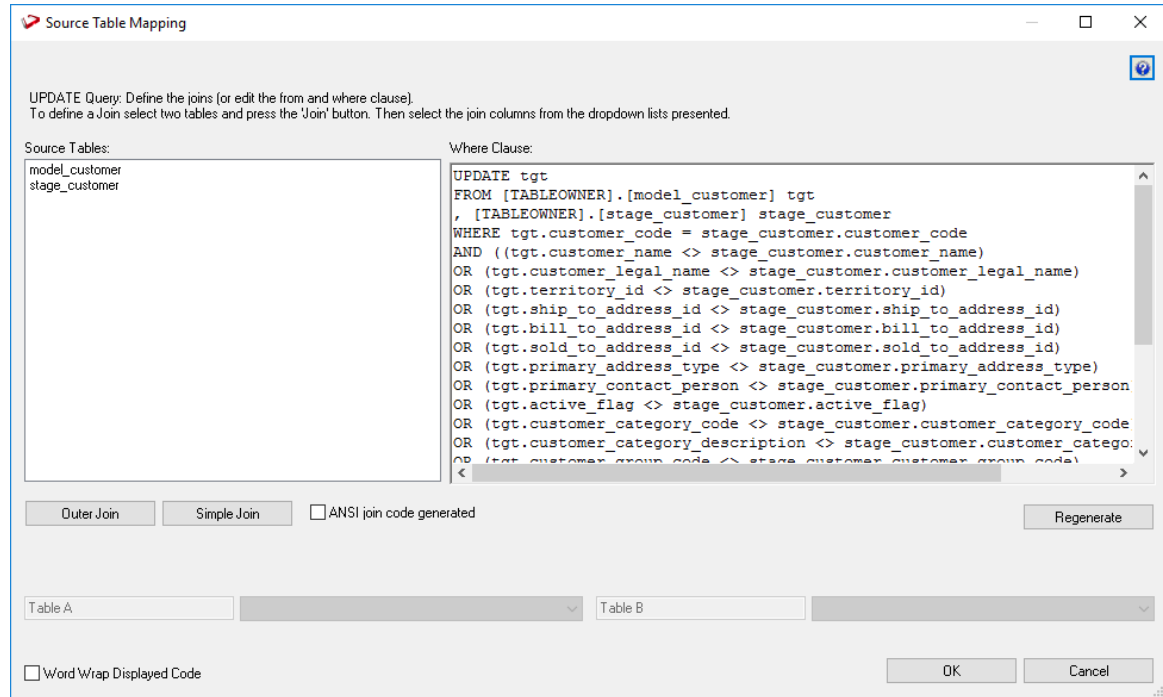 Source Table Mapping
UPDATE Query: Define the joins (or edit the from and where clause).
To define a Join select two tables and press the 'Join' button. Then select the join columns from the dropdown lists presented.
Source Tables:
model_customer
stage_customer
Where Clause:
UPDATE tgt
FROM [TABLEOWNER].[model_customer] tgt
, [TABLEOWNER].[stage_customer] stage_customer
WHERE tgt.customer_code = stage_customer.customer_code
AND ((tgt.customer_name <> stage_customer.customer_name)
OR (tgt.customer_legal_name <> stage_customer.customer_legal_name)
OR (tgt.territory_id <> stage_customer.territory_id)
OR (tgt.ship_to_address_id <> stage_customer.ship_to_address_id)
OR (tgt.bill_to_address_id <> stage_customer.bill_to_address_id)
OR (tgt.sold_to_address_id <> stage_customer.sold_to_address_id)
OR (tgt.primary_address_type <> stage_customer.primary_address_type)
OR (tgt.primary_contact_person <> stage_customer.primary_contact_person
OR (tgt.active_flag <> stage_customer.active_flag)
OR (tgt.customer_category_code <> stage_customer.customer_category_code
OR (tgt.customer_category_description <> stage_customer.customer_catego
OR (tgt.customer_group_code <> stage_customer.customer_group_code)
Outer Join
Simple Join
ANSI join code generated
Regenerate
Table A
Table B
Word Wrap Displayed Code
OK
Cancel